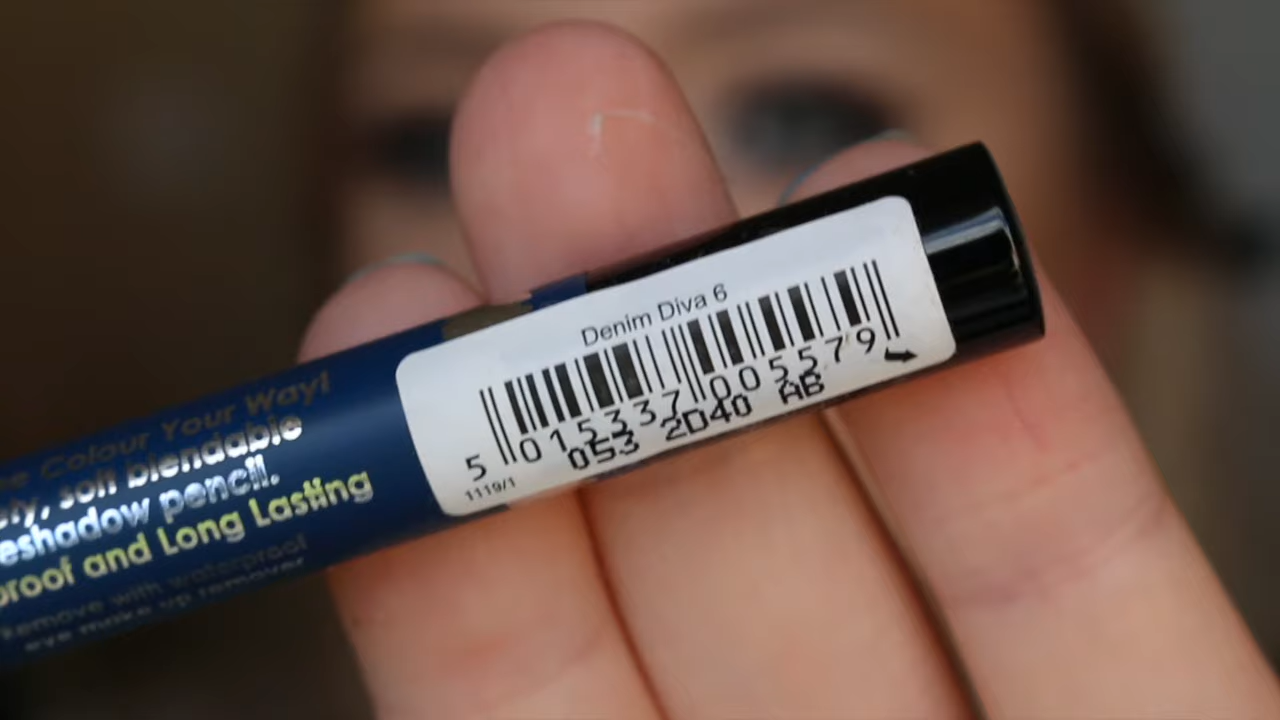 Colour Your Way!
soft blendable
eshadow pencil.
proof and Long Lasting
Remove with waterproof
eye make up remover
Denim Diva 6
5 015337 005579
053 2D40 AB
1119/1